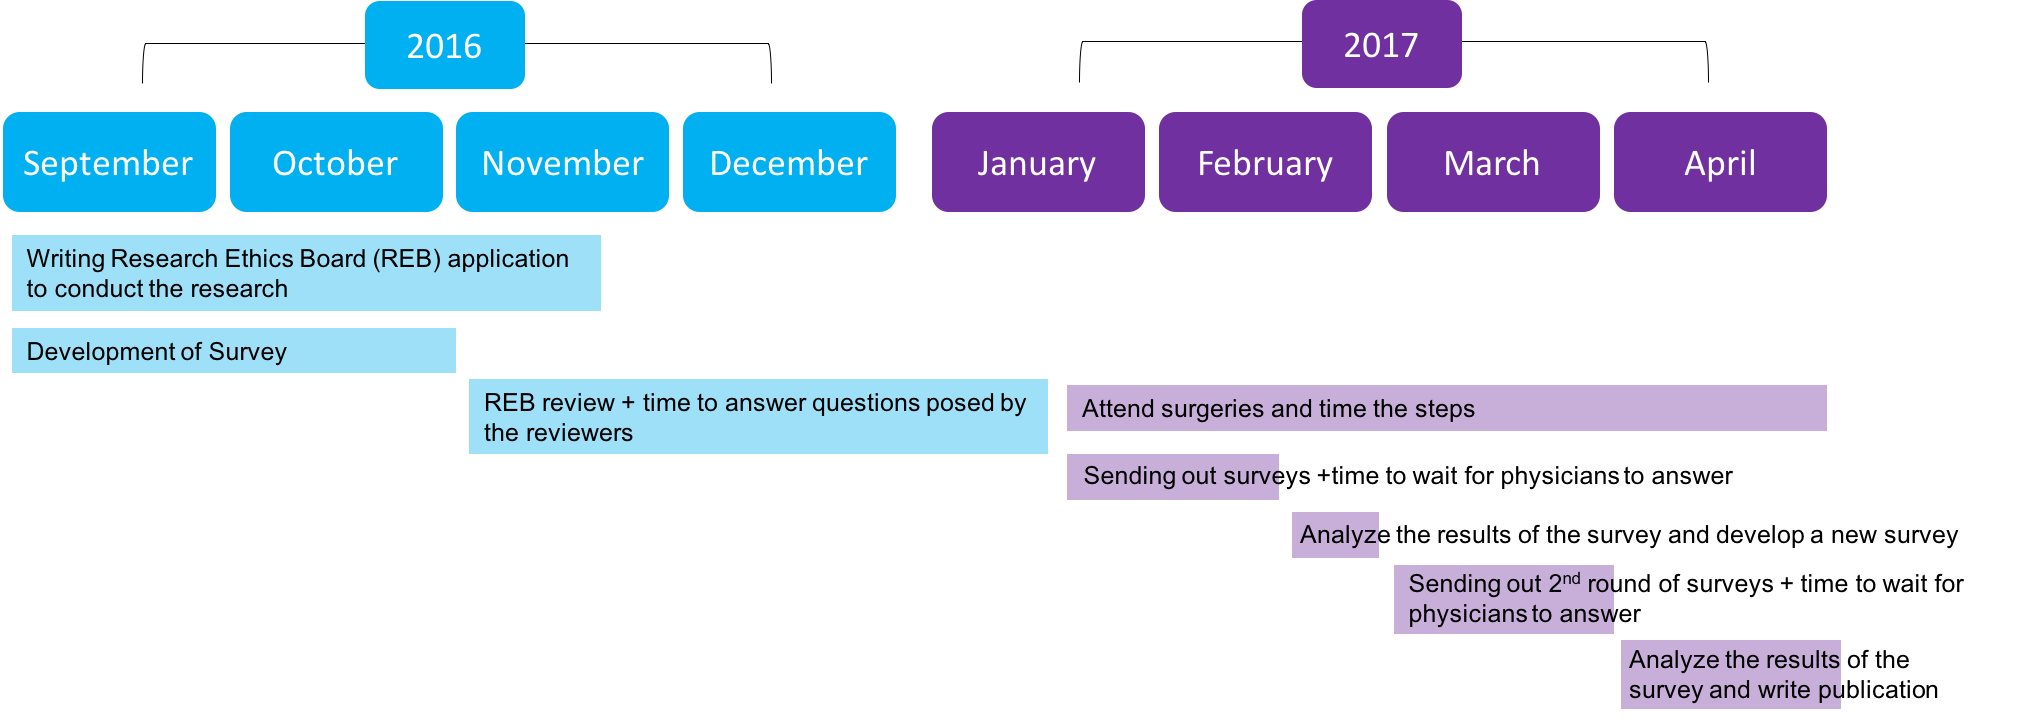 2016
2017
September
October
November
December
January
February
March
April
Writing Research Ethics Board (REB) application
to conduct the research
Development of Survey
REB review + time to answer questions posed by
the reviewers
Attend surgeries and time the steps
Sending out surveys +time to wait for physicians to answer
Analyze the results of the survey and develop a new survey
Sending out 2nd round of surveys + time to wait for
physicians to answer
Analyze the results of the
survey and write publication